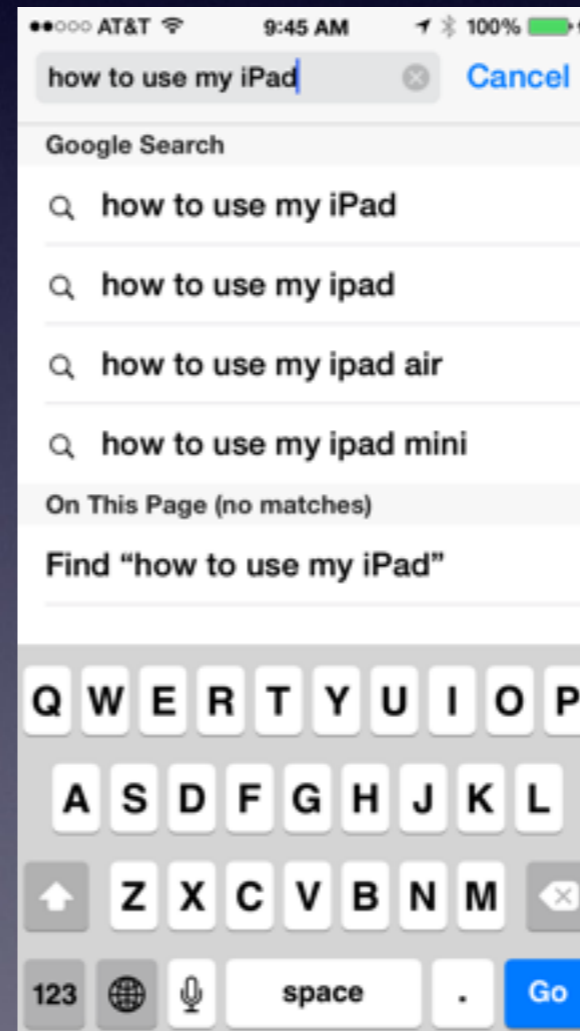 AT&T 9:45 AM 100%
how to use my iPad Cancel
Google Search
how to use my iPad
how to use my ipad
how to use my ipad air
how to use my ipad mini
On This Page (no matches)
Find “how to use my iPad”
Q W E R T Y U I O P
A S D F G H J K L
Z X C V B N M
123 space . Go